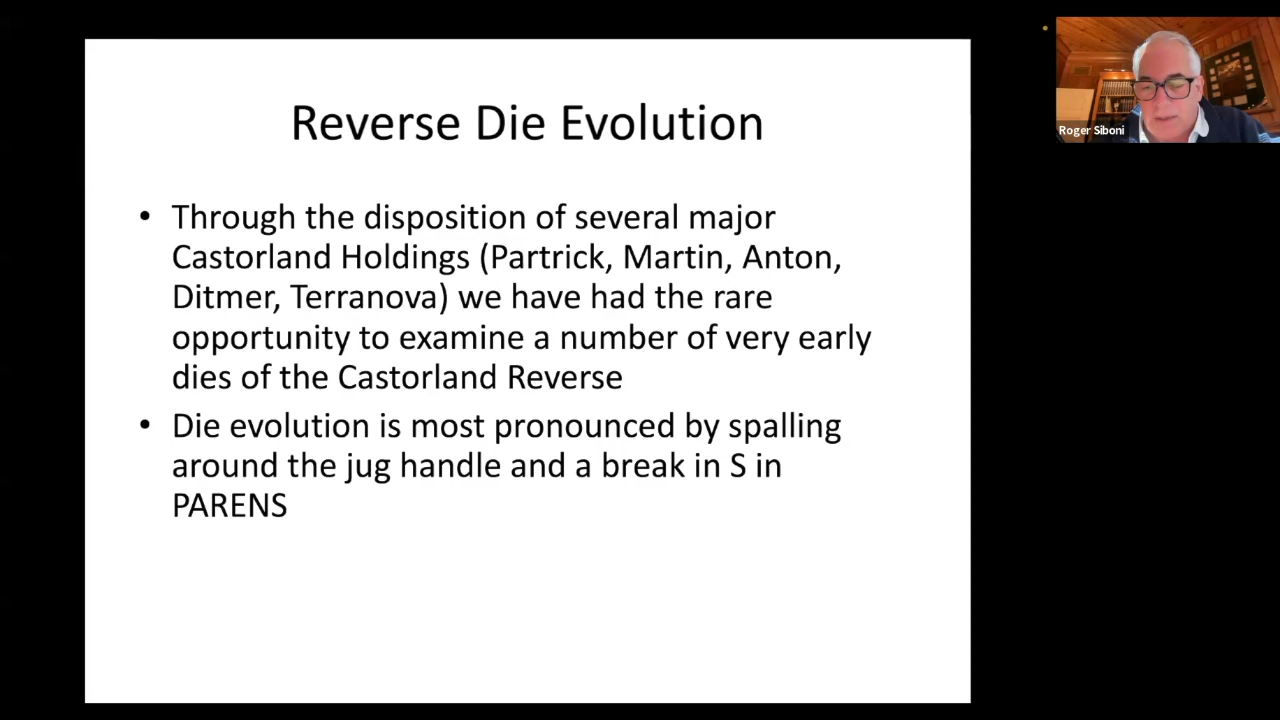 Reverse Die Evolution
• Through the disposition of several major
Castorland Holdings (Partrick, Martin, Anton,
Ditmer, Terranova) we have had the rare
opportunity to examine a number of very early
dies of the Castorland Reverse
• Die evolution is most pronounced by spalling
around the jug handle and a break in S in
PARENS
Roger Siboni